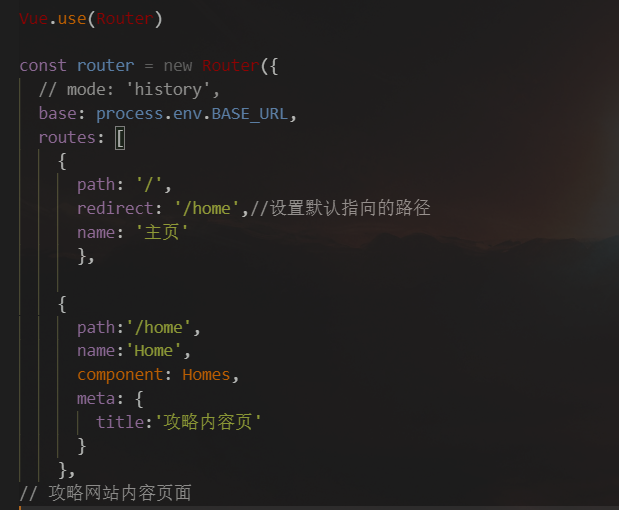 Vue.use(Router)
const router = new Router({
// mode: 'history',
base: process.env.BASE_URL,
routes: [
{
path: '/',
redirect: '/home',//设置默认指向的路径
name: '主页'
},
{
path:'/home',
name:'Home',
component: Homes,
meta: {
title:'攻略内容页'
}
},
// 攻略网站内容页面